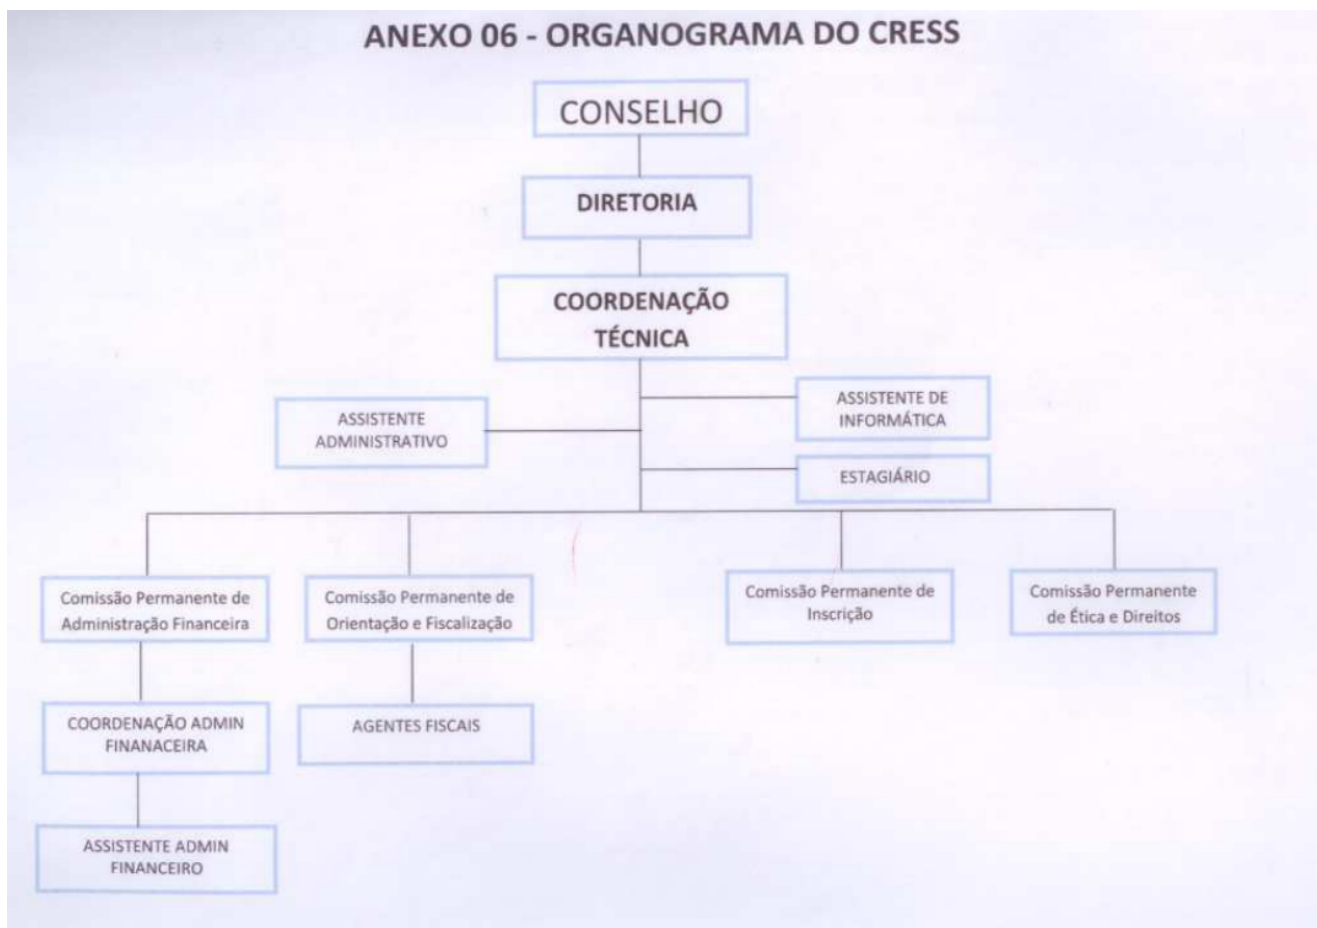 ANEXO 06 - ORGANOGRAMA DO CRESS
CONSELHO
DIRETORIA
COORDENAÇÃO
TÉCNICA
ASSISTENTE
ADMINISTRATIVO
ASSISTENTE DE
INFORMÁTICA
ESTAGIÁRIO
Comissão Permanente de
Administração Financeira
Comissão Permanente de
Orientação e Fiscalização
Comissão Permanente de
Inscrição
Comissão Permanente
de Ética e Direitos
COORDENAÇÃO ADMIN
FINANACEIRA
AGENTES FISCAIS
ASSISTENTE ADMIN
FINANCEIRO